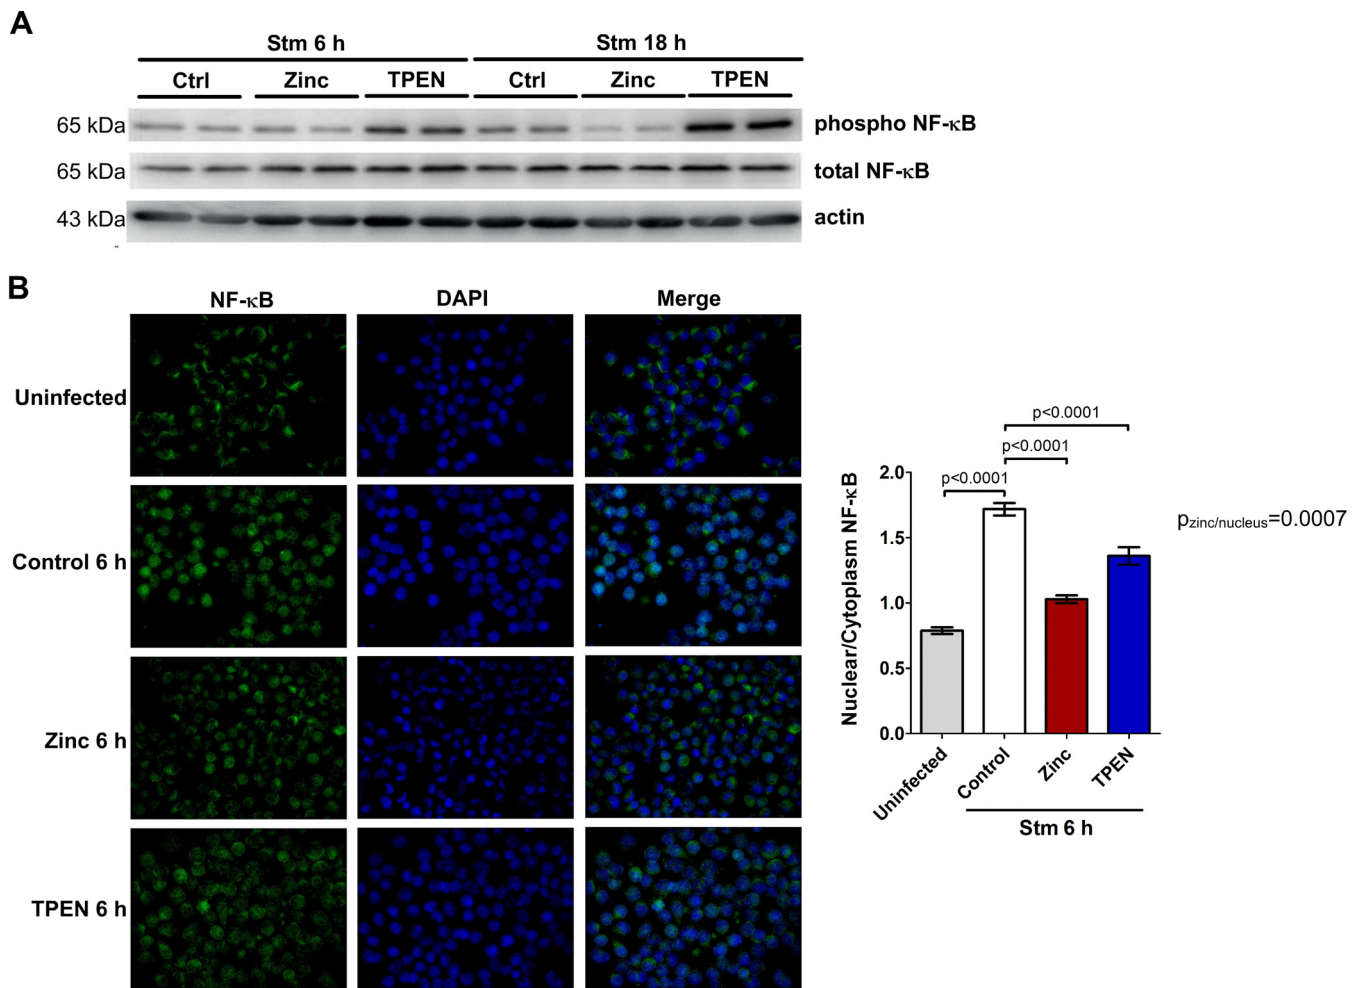 A
Stm 6 h Stm 18 h
Ctrl Zinc TPEN Ctrl Zinc TPEN
65 kDa phospho NF-κB
65 kDa total NF-κB
43 kDa actin
B
NF-κB DAPI Merge
Uninfected
Control 6 h
Zinc 6 h
TPEN 6 h
p<0.0001
p<0.0001
p<0.0001
pzinc/nucleus=0.0007
Nuclear/Cytoplasm NF-κB
2.0
1.5
1.0
0.5
0.0
Uninfected
Control
Zinc
TPEN
Stm 6 h